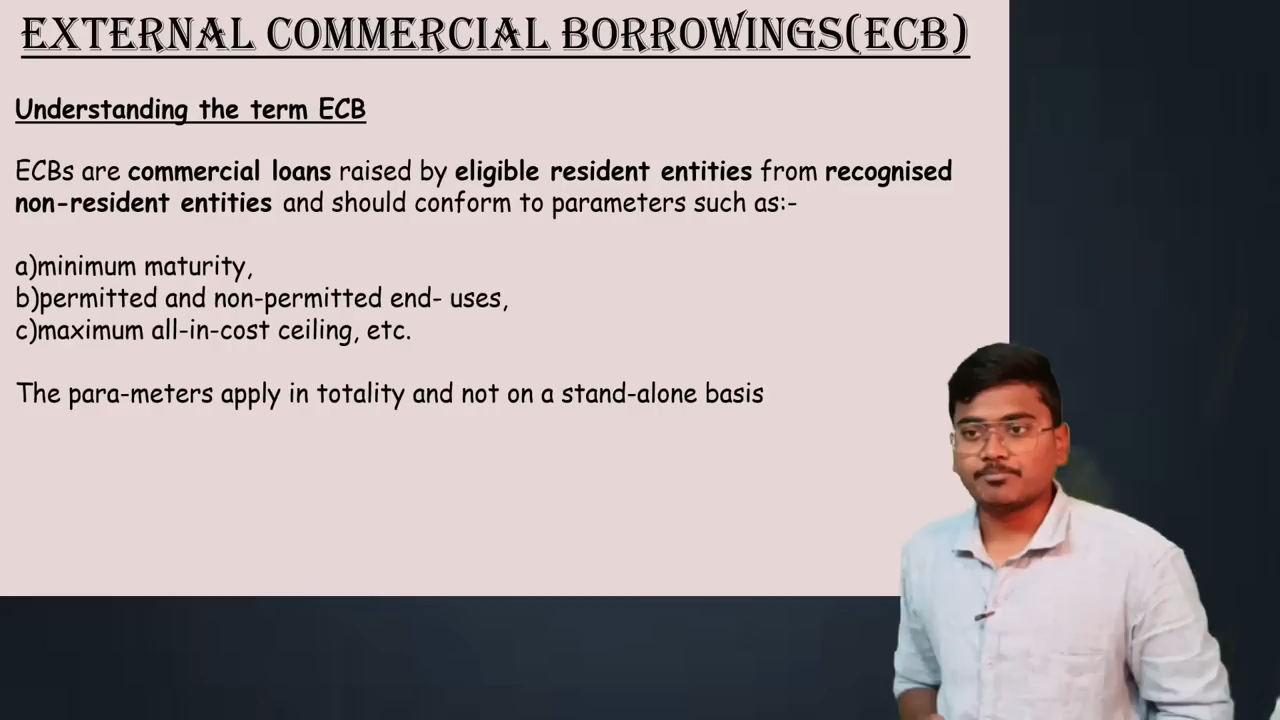 EXTERNAL COMMERCIAL BORROWINGS(ECB)
Understanding the term ECB
ECBs are commercial loans raised by eligible resident entities from recognised
non-resident entities and should conform to parameters such as:-
a)minimum maturity,
b)permitted and non-permitted end- uses,
c)maximum all-in-cost ceiling, etc.
The para-meters apply in totality and not on a stand-alone basis